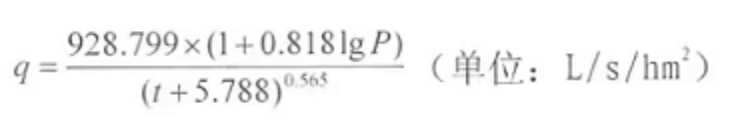 q = 928.799×(1+0.818lgP) / (t+5.788)^0.565 (单位: L/s/hm²)